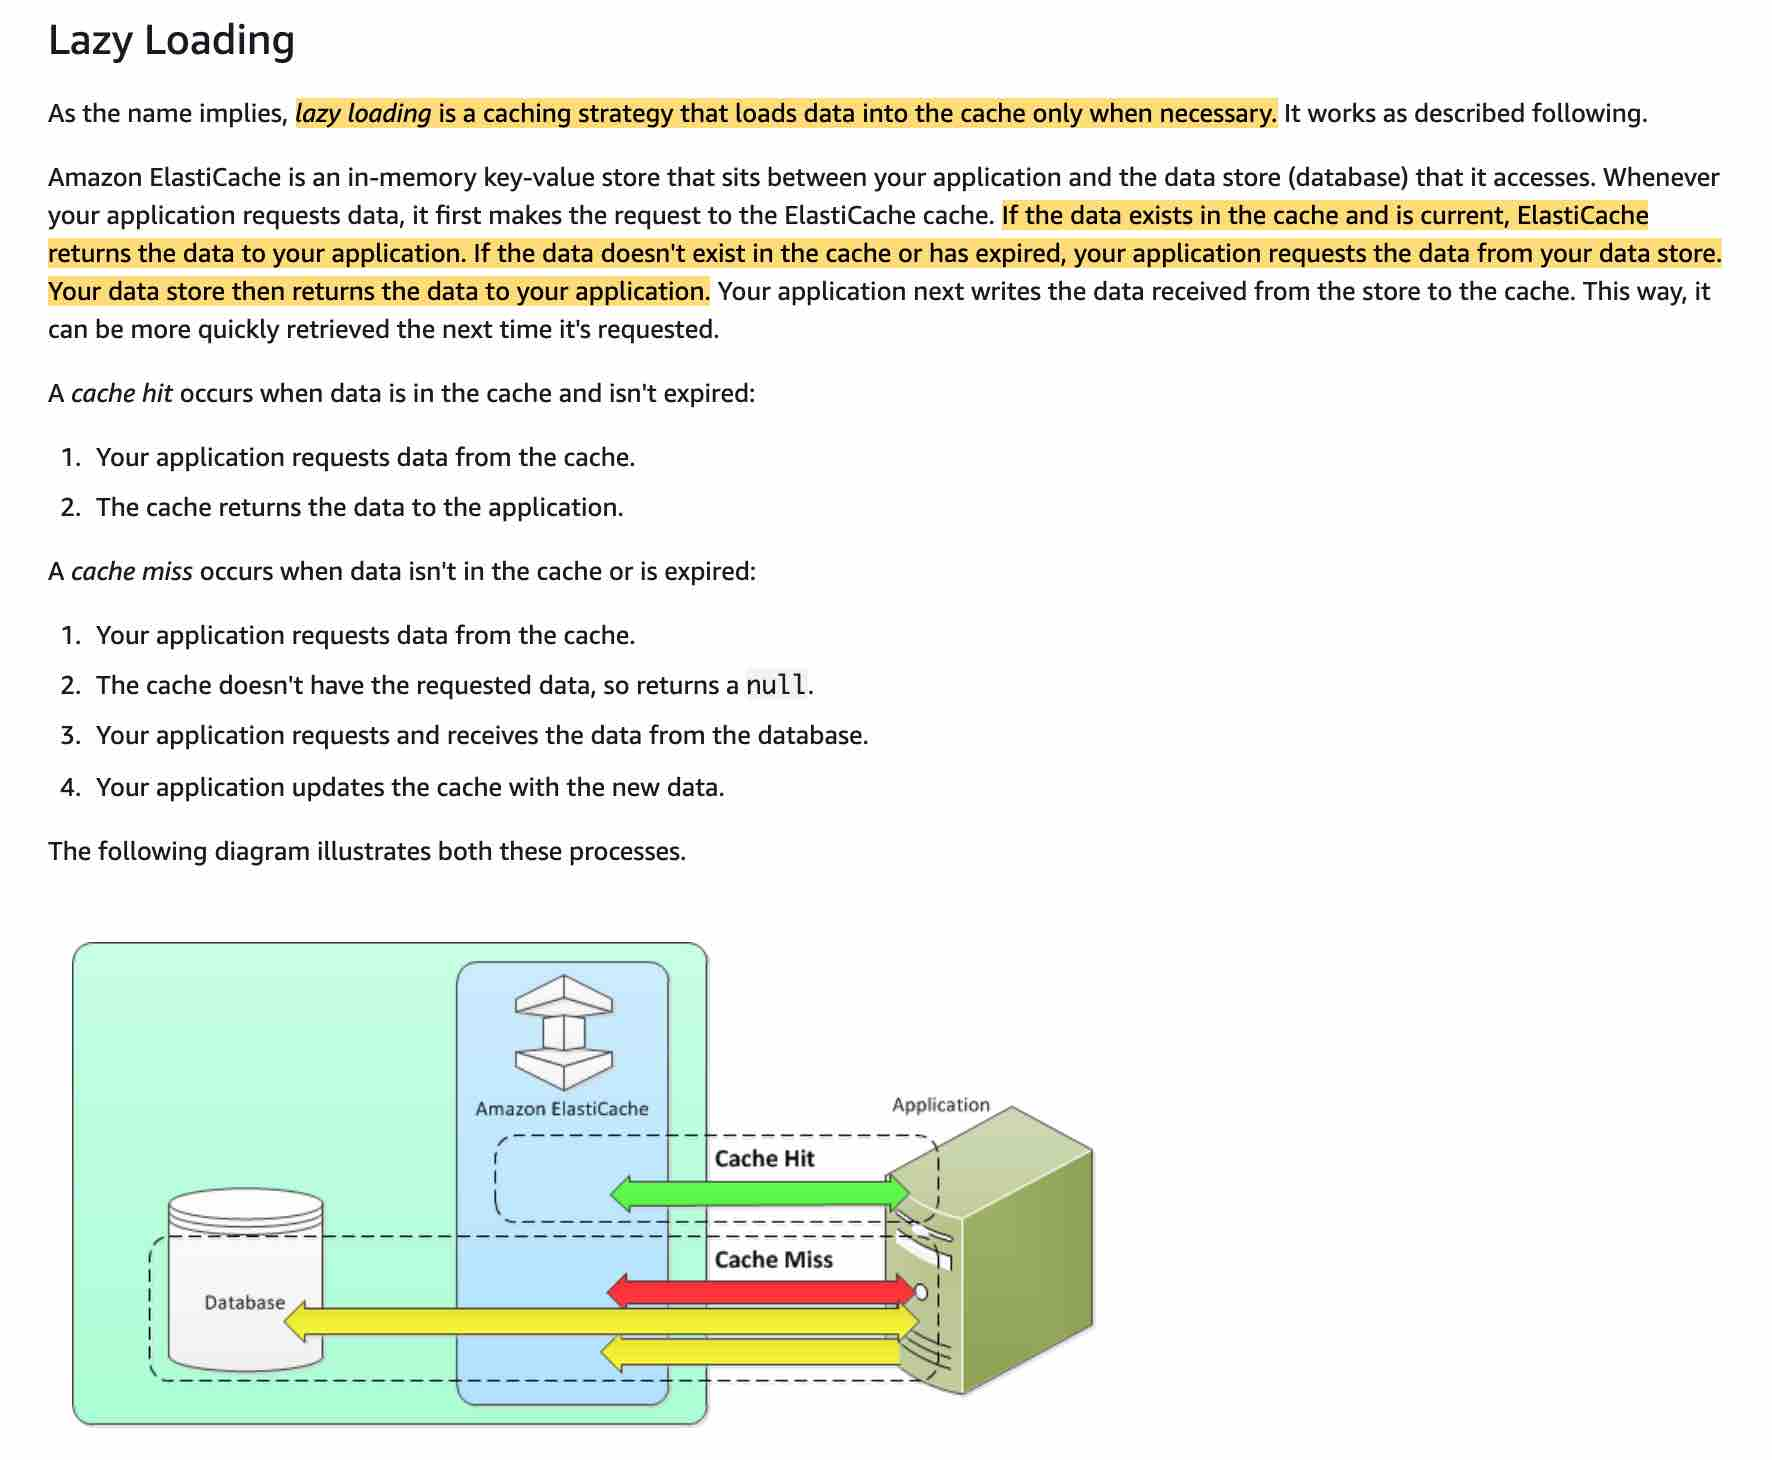 Lazy Loading
As the name implies, lazy loading is a caching strategy that loads data into the cache only when necessary. It works as described following.
Amazon ElastiCache is an in-memory key-value store that sits between your application and the data store (database) that it accesses. Whenever
your application requests data, it first makes the request to the ElastiCache cache. If the data exists in the cache and is current, ElastiCache
returns the data to your application. If the data doesn't exist in the cache or has expired, your application requests the data from your data store.
Your data store then returns the data to your application. Your application next writes the data received from the store to the cache. This way, it
can be more quickly retrieved the next time it's requested.
A cache hit occurs when data is in the cache and isn't expired:
1. Your application requests data from the cache.
2. The cache returns the data to the application.
A cache miss occurs when data isn't in the cache or is expired:
1. Your application requests data from the cache.
2. The cache doesn't have the requested data, so returns a null.
3. Your application requests and receives the data from the database.
4. Your application updates the cache with the new data.
The following diagram illustrates both these processes.
Amazon ElastiCache
Application
Cache Hit
Cache Miss
Database